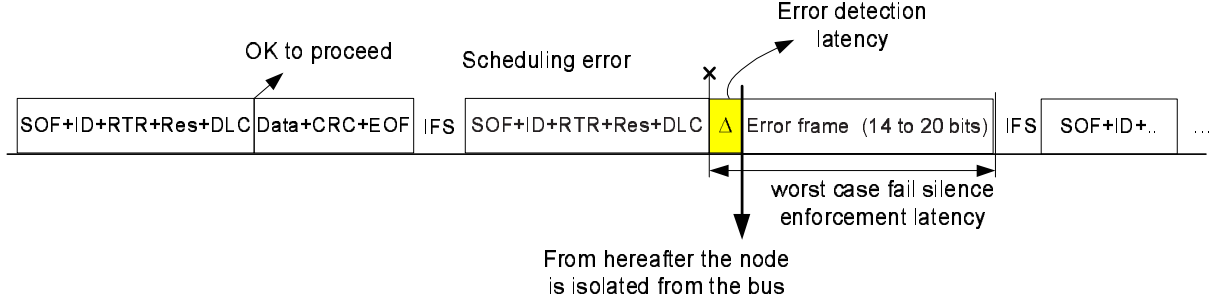 Error detection
latency
OK to proceed
Scheduling error
×
SOF+ID+RTR+Res+DLC
Data+CRC+EOF
IFS
SOF+ID+RTR+Res+DLC
Δ
Error frame (14 to 20 bits)
IFS
SOF+ID+..
...
worst case fail silence
enforcement latency
From hereafter the node
is isolated from the bus